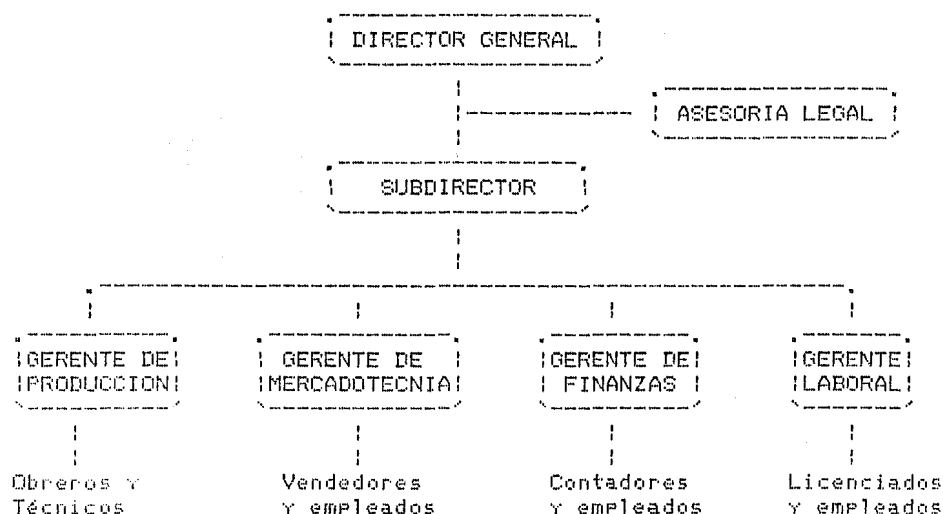 DIRECTOR GENERAL
ASESORIA LEGAL
SUBDIRECTOR
GERENTE DE
PRODUCCION
GERENTE DE
MERCADOTECNIA
GERENTE DE
FINANZAS
GERENTE
LABORAL
Obreros y
Técnicos
Vendedores
y empleados
Contadores
y empleados
Licenciados
y empleados